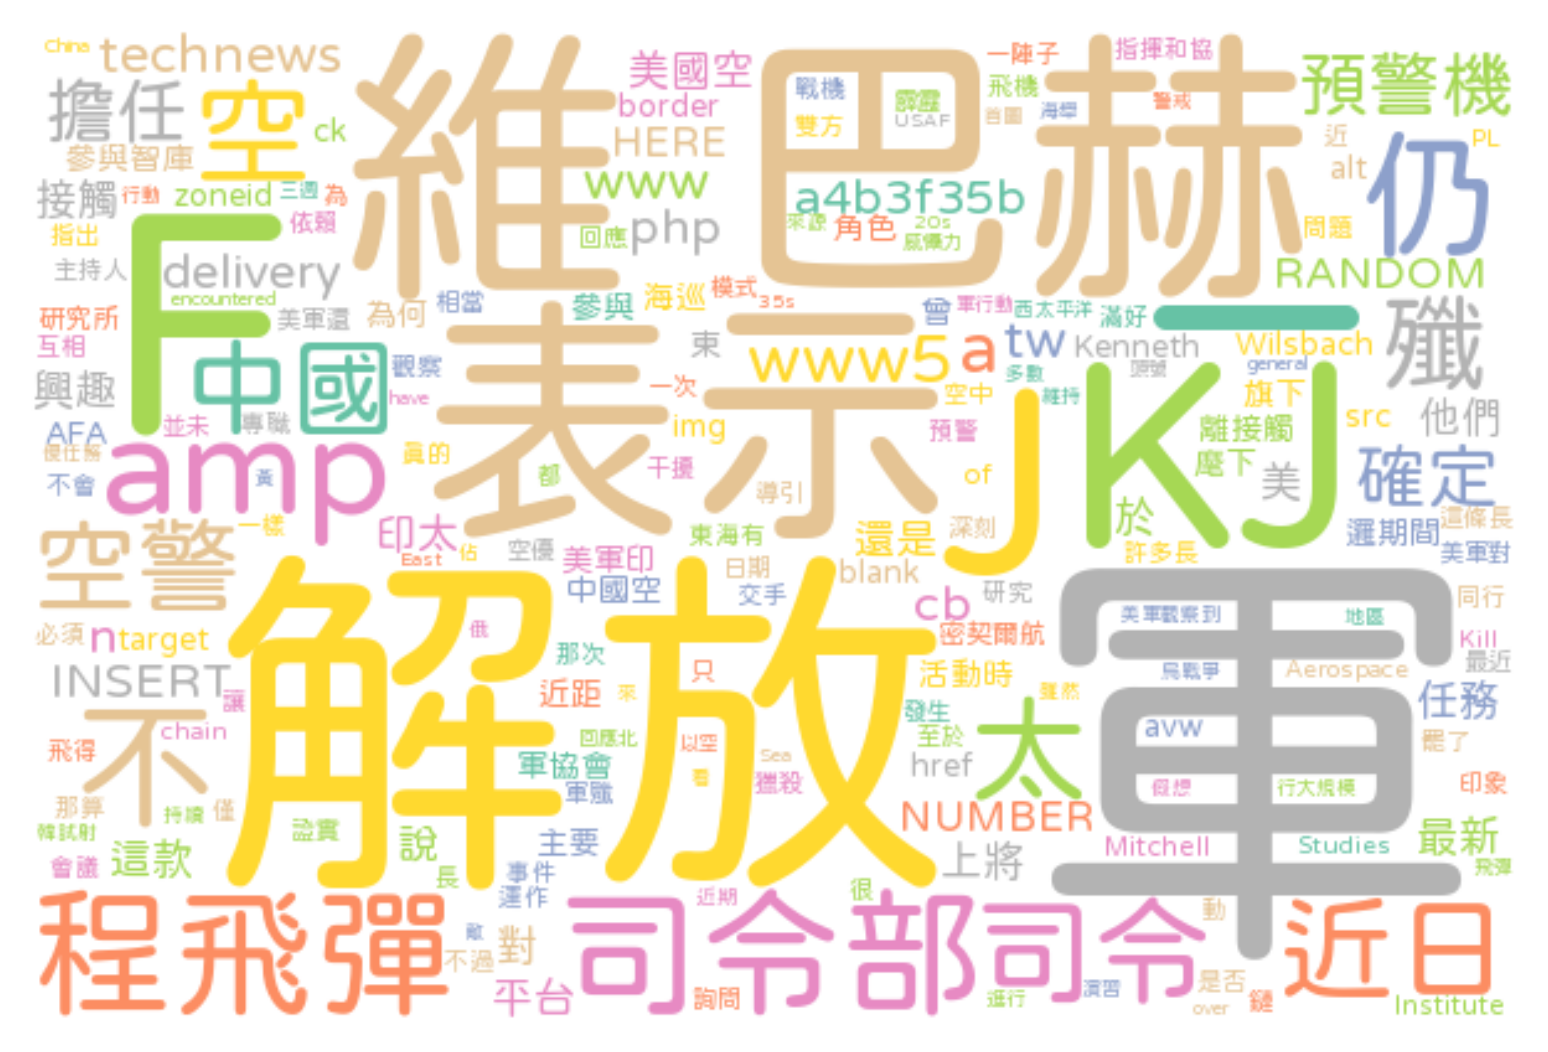 China technews 維 美國空 巴 戰機 霹靂 一陣子 赫 指揮和協 預警機
擔任 空 ck border 雙方 USAF 飛機 首圖 海舉 警戒 近 仍 PL
參與智庫 HERE alt
接觸 行動 zoneid 三週 為 www a4b3f35b
指出 F 依賴 回應 php 來源 角色 20s 威懾力 問題
主持人 delivery RANDOM
encountered
研究所 美軍還 為何 相當 參與 海巡 模式 35s 曾 軍行動 西太平洋 滿好 一 殲
互相 中國 觀察 表 示 東 www5 a tw Kenneth Wilsbach
興趣 have 一次 空中 多數 頭號 general 旗下
AFA 並未 專職 img 預警 J 維持 KJ 離接觸 src 他們
優任務 amp 真的 都 干擾 of 麾下 美 確定
不會 黃 導引 於
空警 一樣 印太 東海有 還是 深刻 邏期間 這條長
East 佔 空優 美軍印 日期 blank 許多長 美軍對
解 中國空 放 交手 cb 研究 軍 美軍觀察到 地區 同行
必須 n target 俄 那次 只 密契爾航 Kill
INSERT 讓 近距 來 活動時 雖然 烏戰爭 Aerospace 最近
不 chain 發生 太 avw 任務
飛得 回應北 以空 Sea 至於 罷了
那算 持續 僅 軍協會 看 獵殺 href 假想 行大規模 印象
韓試射 證實 軍艦 NUMBER
會議 這款 說 主要 上將 Mitchell Studies 最新
長 事件 飛彈
程飛彈 運作 司令部 近期 很 司令 動 近日
敵 不過 對
平台 詢問 進行 演習 是否 over 鏈 Institute